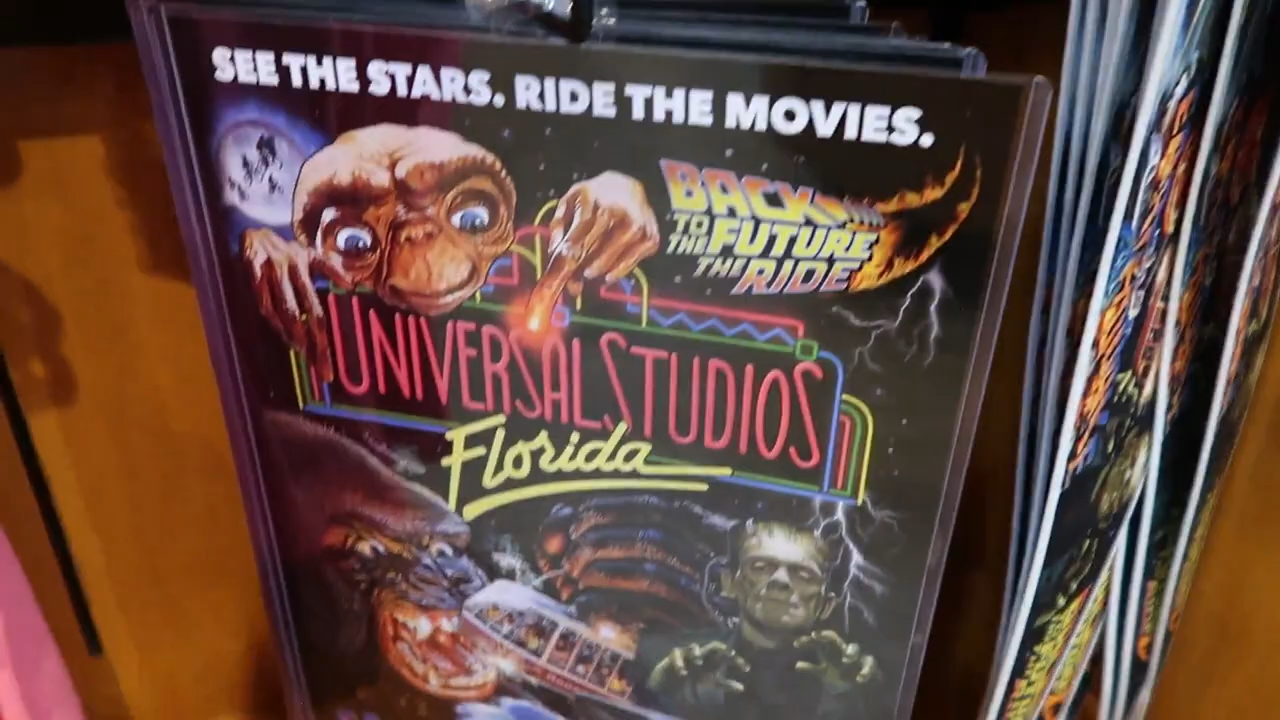 SEE THE STARS. RIDE THE MOVIES.
BACK
TO
THE FUTURE
THE RIDE
UNIVERSAL STUDIOS
Florida